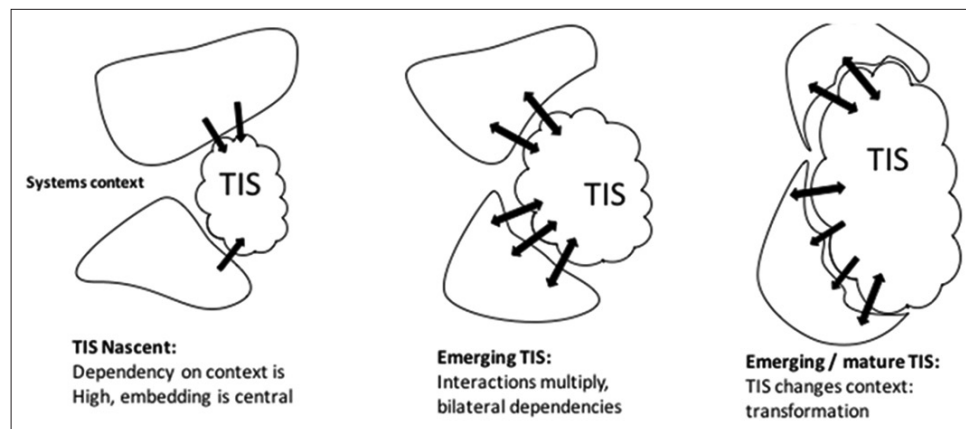 TIS
Systems context
TIS Nascent:
Dependency on context is
High, embedding is central
TIS
Emerging TIS:
Interactions multiply,
bilateral dependencies
TIS
Emerging / mature TIS:
TIS changes context:
transformation